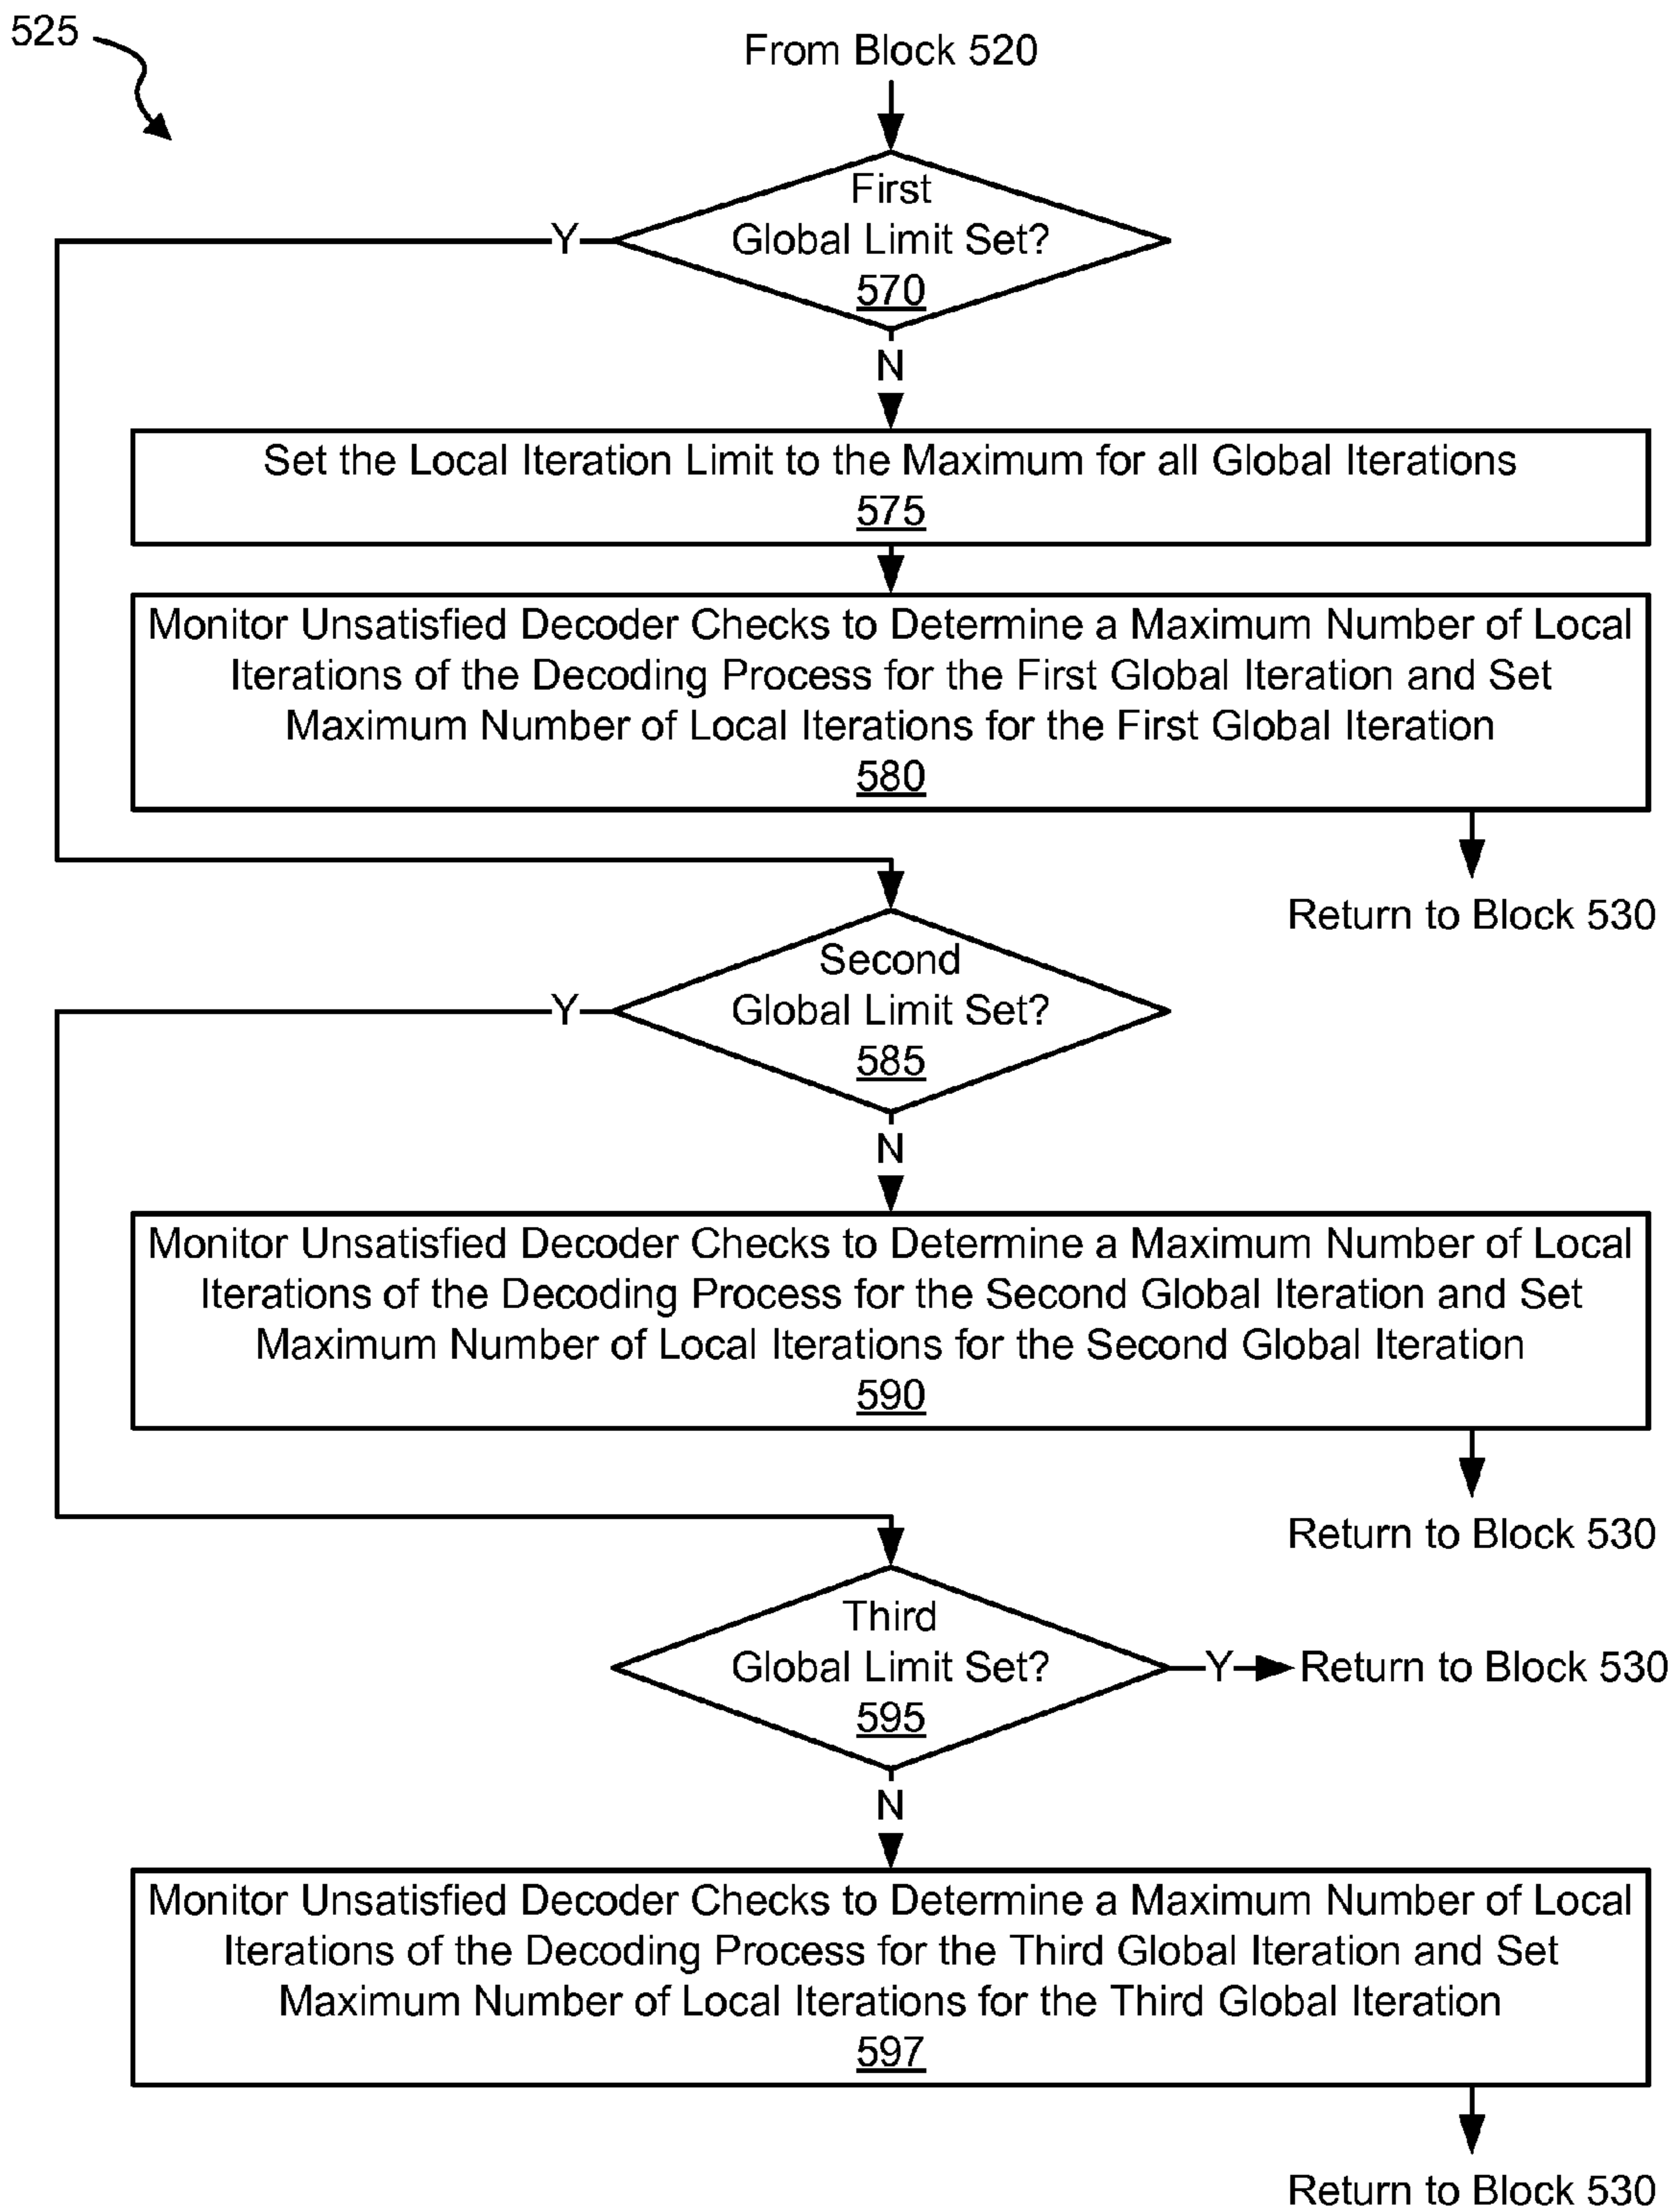 525
From Block 520
First
Global Limit Set?
570
Y
N
Set the Local Iteration Limit to the Maximum for all Global Iterations
575
Monitor Unsatisfied Decoder Checks to Determine a Maximum Number of Local
Iterations of the Decoding Process for the First Global Iteration and Set
Maximum Number of Local Iterations for the First Global Iteration
580
Return to Block 530
Second
Global Limit Set?
585
Y
N
Monitor Unsatisfied Decoder Checks to Determine a Maximum Number of Local
Iterations of the Decoding Process for the Second Global Iteration and Set
Maximum Number of Local Iterations for the Second Global Iteration
590
Return to Block 530
Third
Global Limit Set?
595
Y
Return to Block 530
N
Monitor Unsatisfied Decoder Checks to Determine a Maximum Number of Local
Iterations of the Decoding Process for the Third Global Iteration and Set
Maximum Number of Local Iterations for the Third Global Iteration
597
Return to Block 530